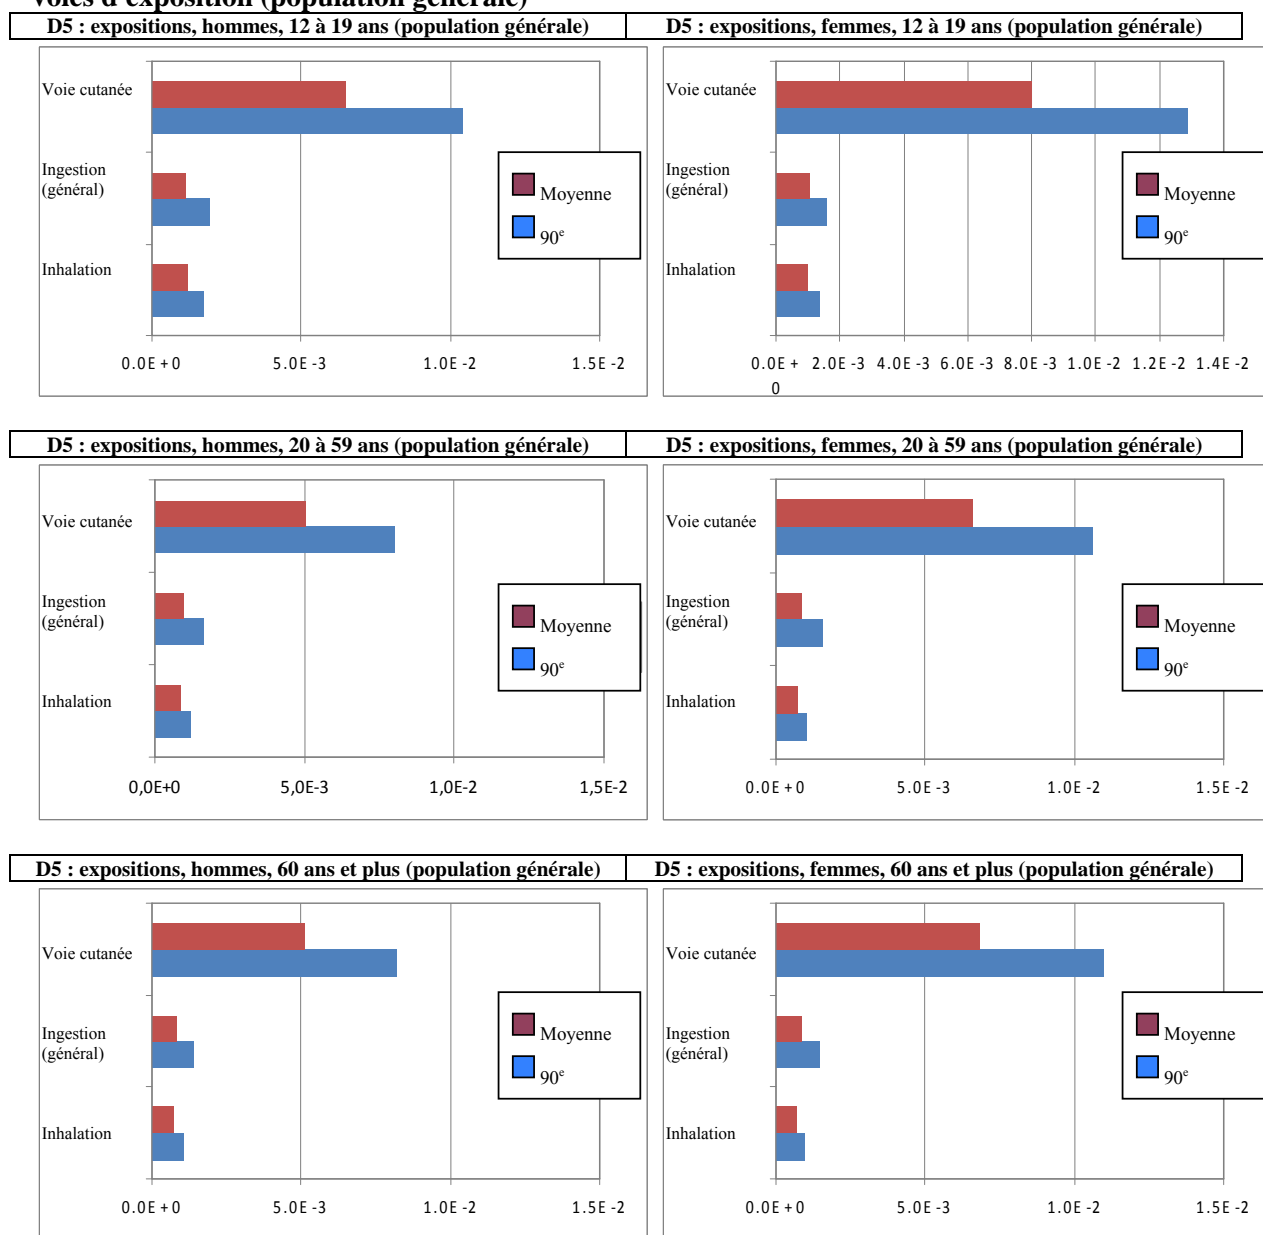 voies d'exposition (population générale)
D5 : expositions, hommes, 12 à 19 ans (population générale)
D5 : expositions, femmes, 12 à 19 ans (population générale)
Voie cutanée
Ingestion
(général)
Inhalation
Moyenne
90e
0.0E+0 5.0E-3 1.0E-2 1.5E-2
Voie cutanée
Ingestion
(général)
Inhalation
Moyenne
90e
0.0E+ 2.0E-3 4.0E-3 6.0E-3 8.0E-3 1.0E-2 1.2E-2 1.4E-2
0
D5 : expositions, hommes, 20 à 59 ans (population générale)
D5 : expositions, femmes, 20 à 59 ans (population générale)
Voie cutanée
Ingestion
(général)
Inhalation
Moyenne
90e
0,0E+0 5,0E-3 1,0E-2 1,5E-2
Voie cutanée
Ingestion
(général)
Inhalation
Moyenne
90e
0.0E+0 5.0E-3 1.0E-2 1.5E-2
D5 : expositions, hommes, 60 ans et plus (population générale)
D5 : expositions, femmes, 60 ans et plus (population générale)
Voie cutanée
Ingestion
(général)
Inhalation
Moyenne
90e
0.0E+0 5.0E-3 1.0E-2 1.5E-2
Voie cutanée
Ingestion
(général)
Inhalation
Moyenne
90e
0.0E+0 5.0E-3 1.0E-2 1.5E-2